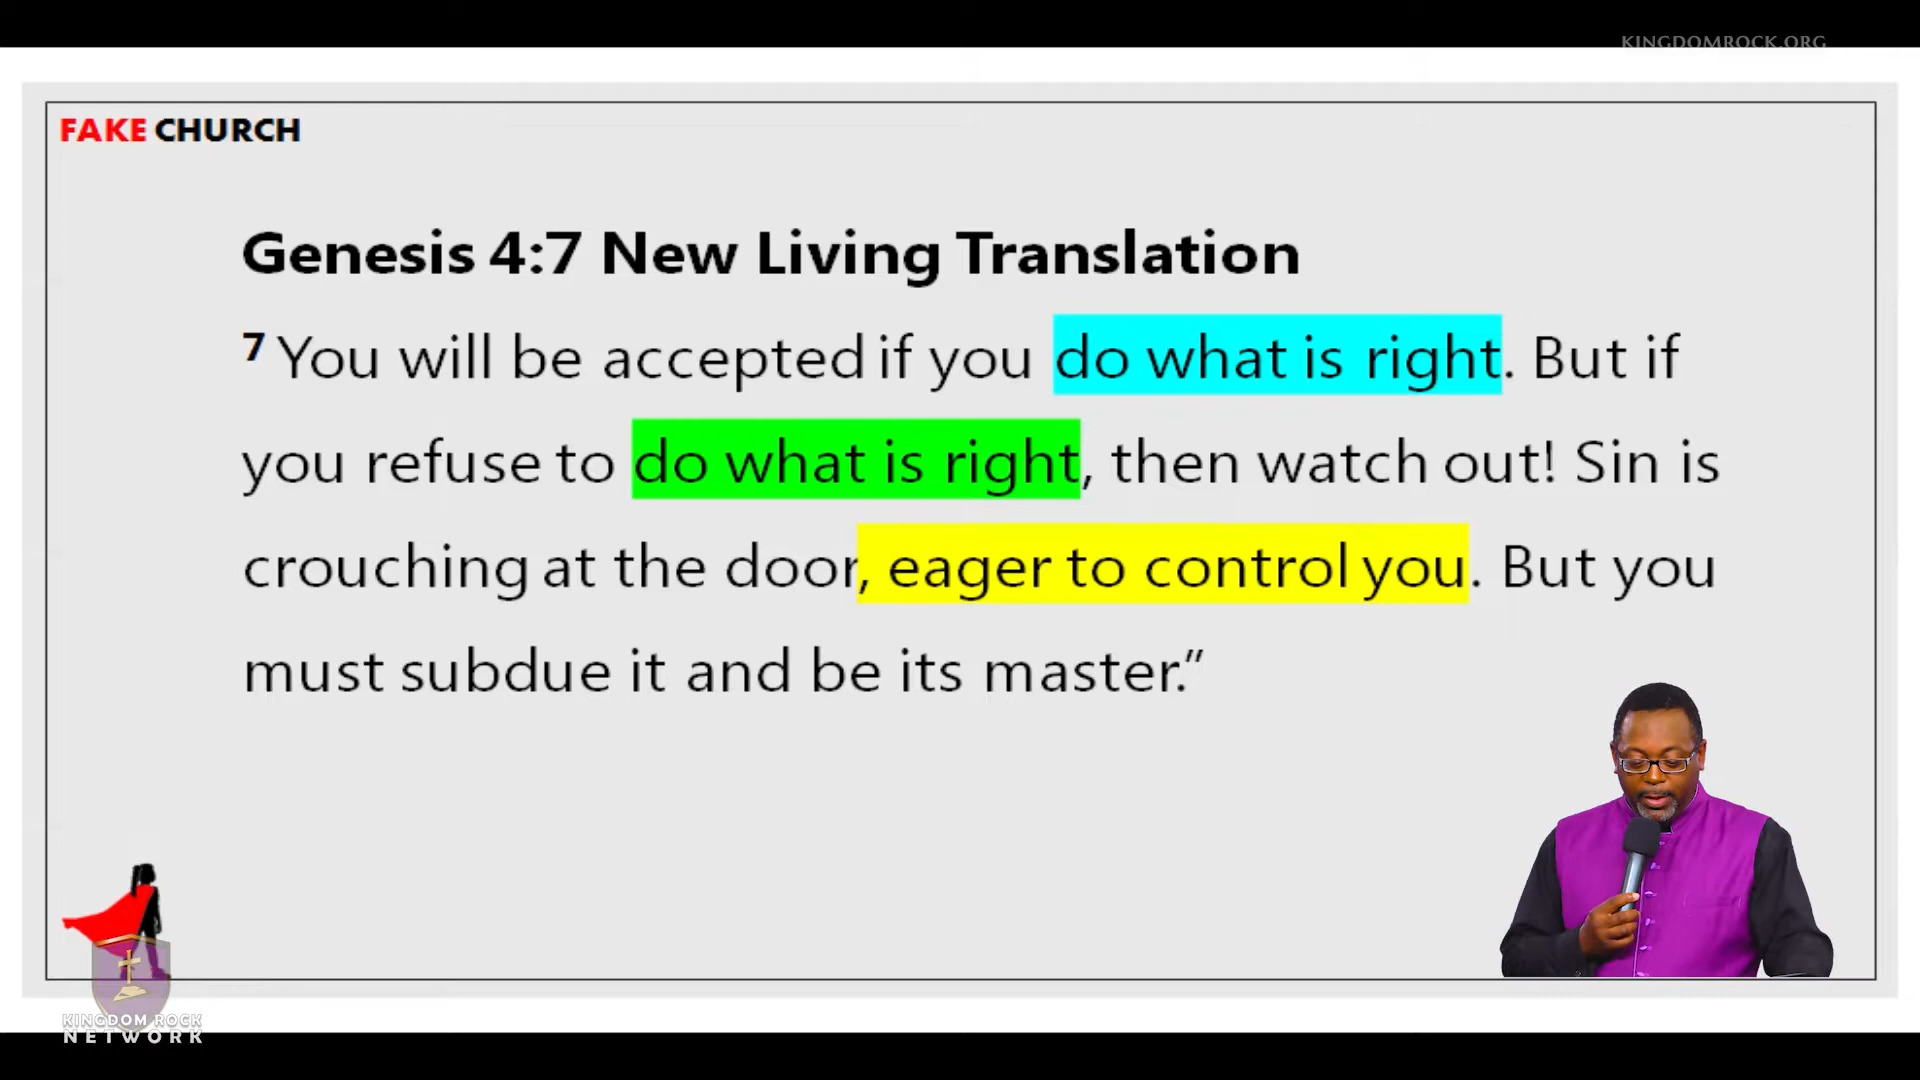 KINGDOMROCK.ORG
FAKE CHURCH
Genesis 4:7 New Living Translation
7 You will be accepted if you do what is right. But if
you refuse to do what is right, then watch out! Sin is
crouching at the door, eager to control you. But you
must subdue it and be its master.”
KINGDOM ROCK
NETWORK